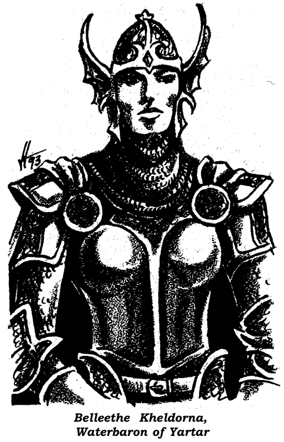 Belleethe Kheldorna,
Waterbaron of Yartar